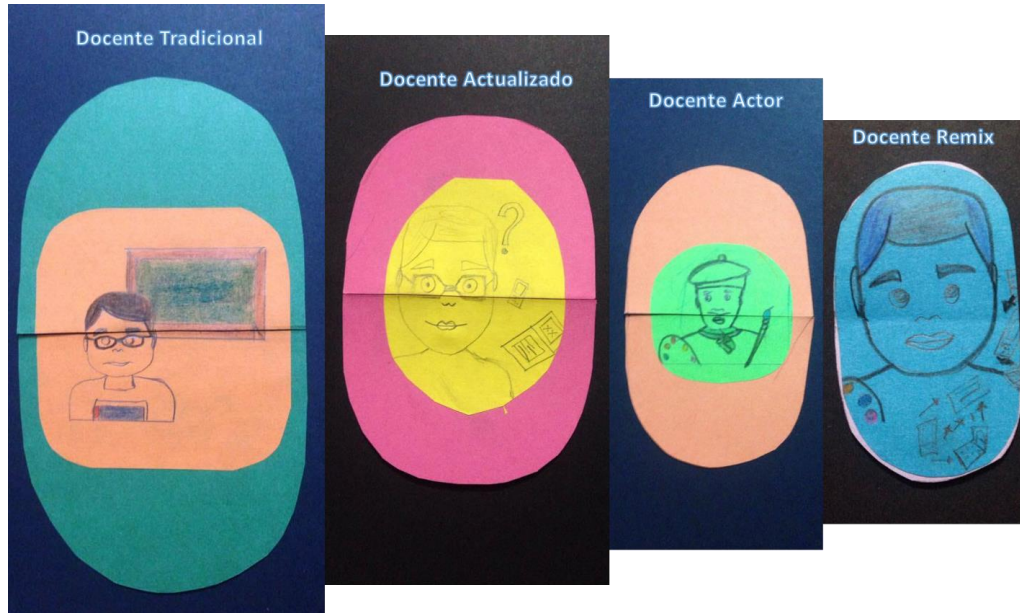 Docente Tradicional
Docente Actualizado
Docente Actor
Docente Remix